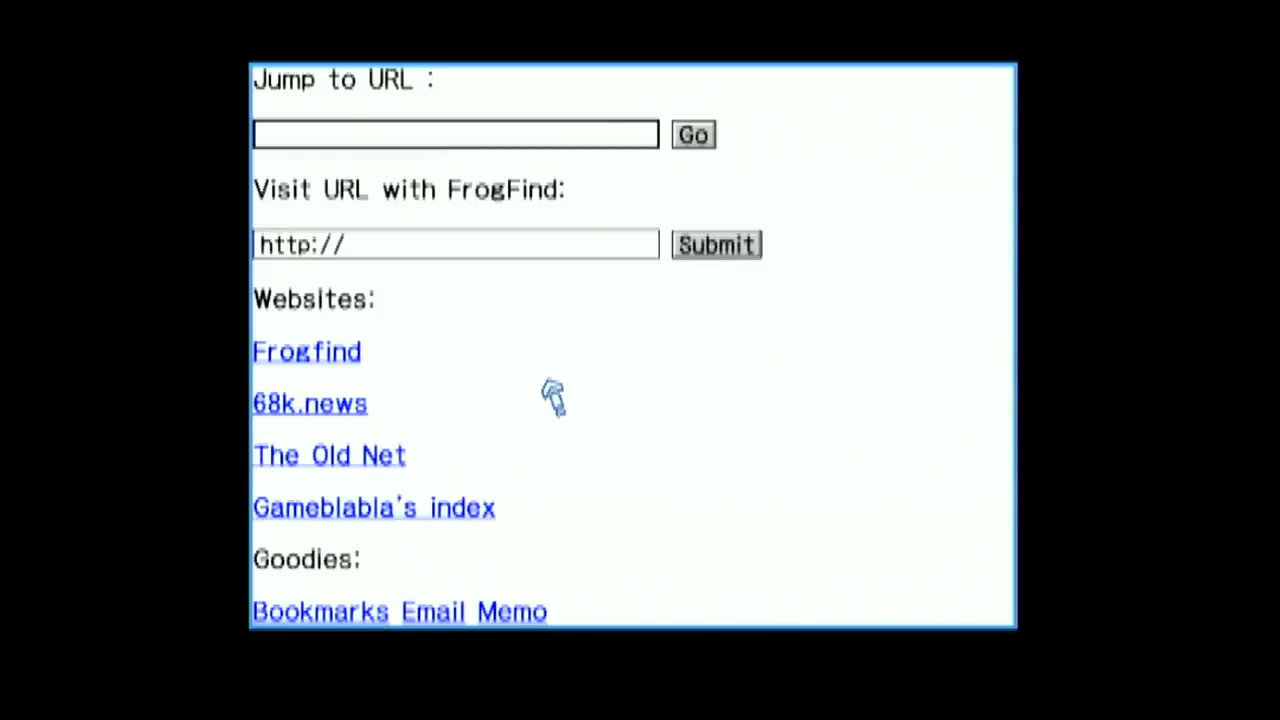 Jump to URL :
Go
Visit URL with FrogFind:
http:// Submit
Websites:
Frogfind
68k.news
The Old Net
Gameblabla's index
Goodies:
Bookmarks Email Memo